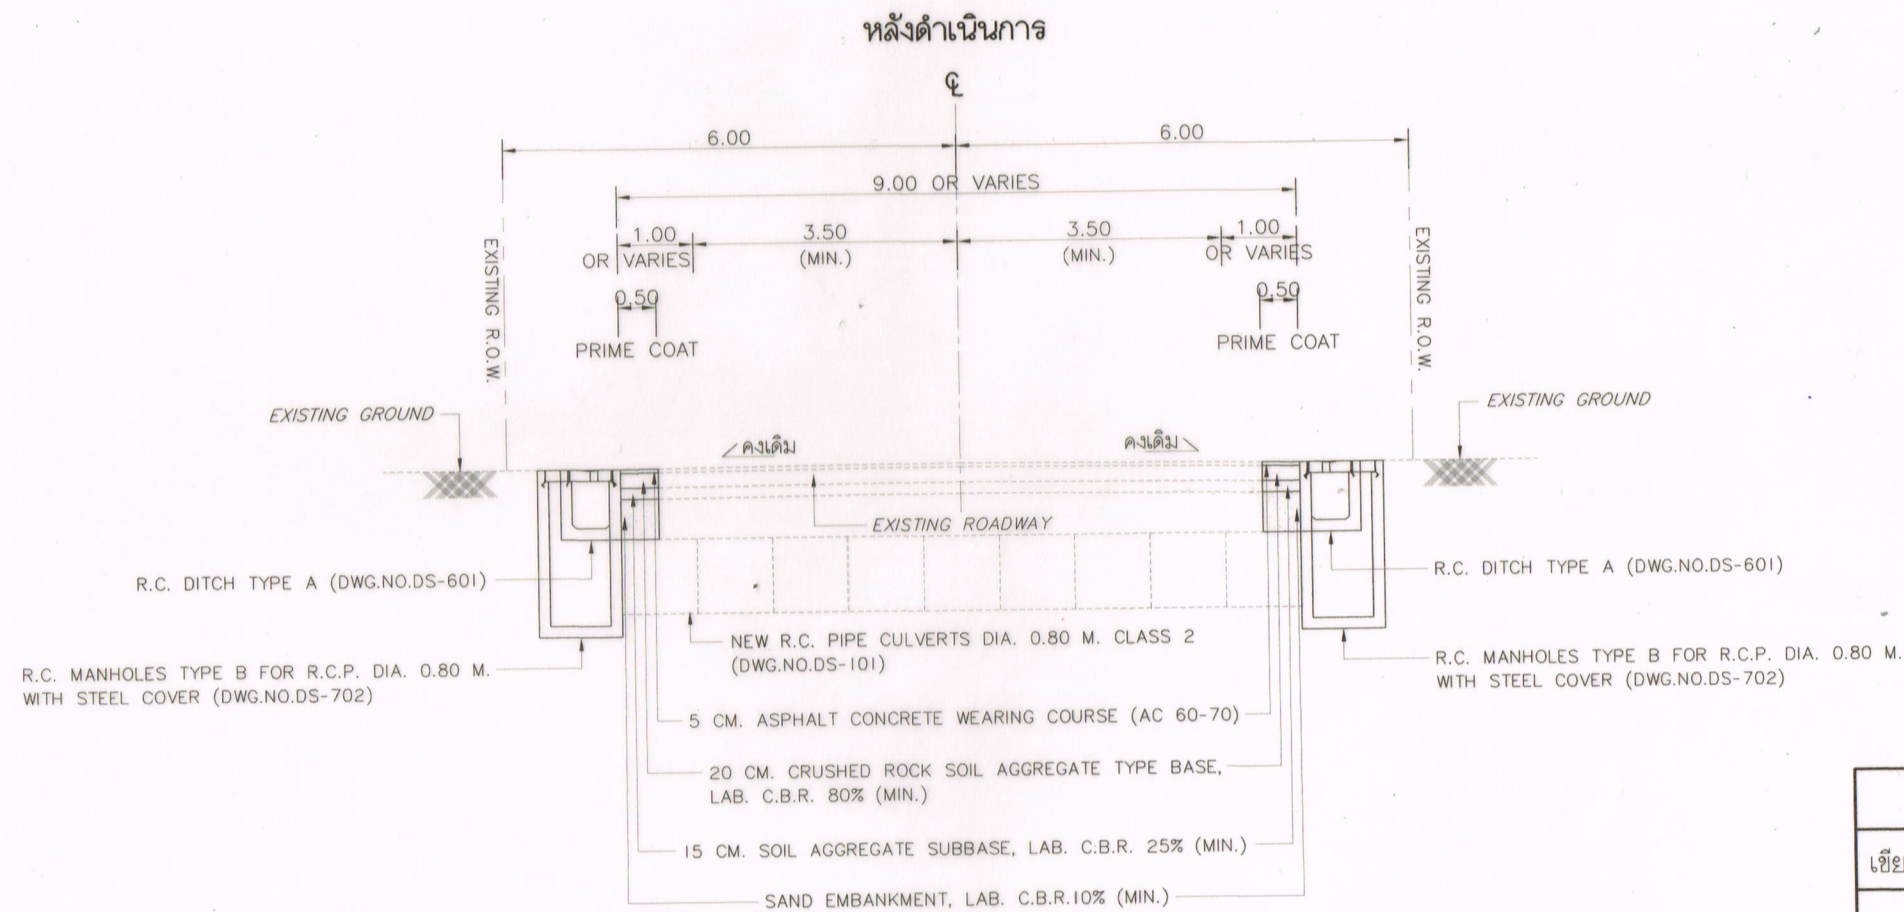 หลังดำเนินการ
℄
6.00 6.00
9.00 OR VARIES
1.00 3.50 3.50 1.00
OR VARIES (MIN.) (MIN.) OR VARIES
0.50 0.50
PRIME COAT PRIME COAT
EXISTING R.O.W. EXISTING R.O.W.
EXISTING GROUND EXISTING GROUND
คงเดิม คงเดิม
EXISTING ROADWAY
R.C. DITCH TYPE A (DWG.NO.DS-601) R.C. DITCH TYPE A (DWG.NO.DS-601)
NEW R.C. PIPE CULVERTS DIA. 0.80 M. CLASS 2
(DWG.NO.DS-101)
R.C. MANHOLES TYPE B FOR R.C.P. DIA. 0.80 M.
WITH STEEL COVER (DWG.NO.DS-702)
R.C. MANHOLES TYPE B FOR R.C.P. DIA. 0.80 M.
WITH STEEL COVER (DWG.NO.DS-702)
5 CM. ASPHALT CONCRETE WEARING COURSE (AC 60-70)
20 CM. CRUSHED ROCK SOIL AGGREGATE TYPE BASE,
LAB. C.B.R. 80% (MIN.)
15 CM. SOIL AGGREGATE SUBBASE, LAB. C.B.R. 25% (MIN.)
SAND EMBANKMENT, LAB. C.B.R.10% (MIN.)